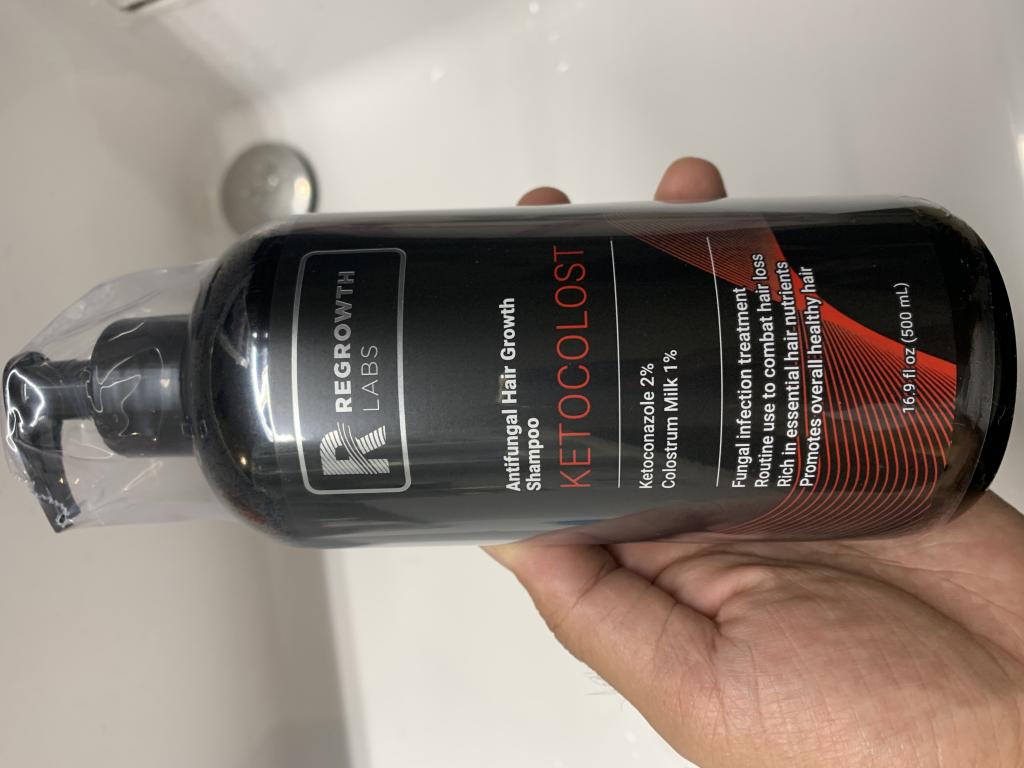 REGROWTH
LABS
Antifungal Hair Growth
Shampoo
KETOCOLOST
Ketoconazole 2%
Colostrum Milk 1%
Fungal infection treatment
Routine use to combat hair loss
Rich in essential hair nutrients
Promotes overall healthy hair
16.9 fl oz (500 mL)